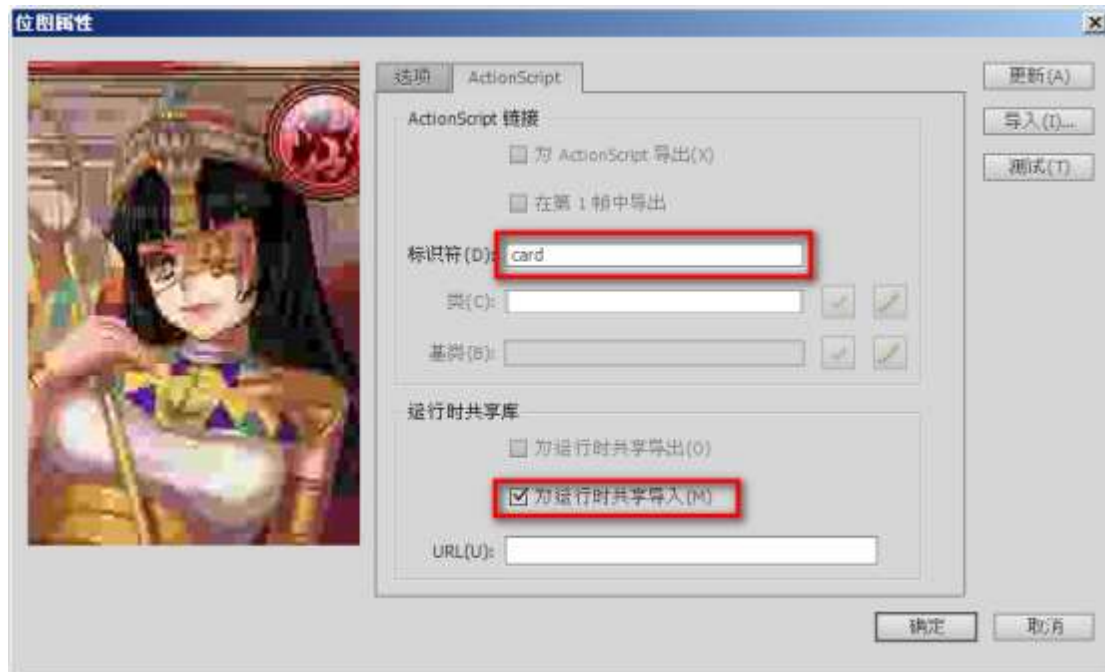 位图属性
选项 ActionScript
更新(A)
导入(I)...
测试(T)
ActionScript 链接
为 ActionScript 导出(X)
在第 1 帧中导出
标识符(D): card
类(C):
基类(B):
运行时共享库
为运行时共享导出(O)
为运行时共享导入(M)
URL(U):
确定 取消